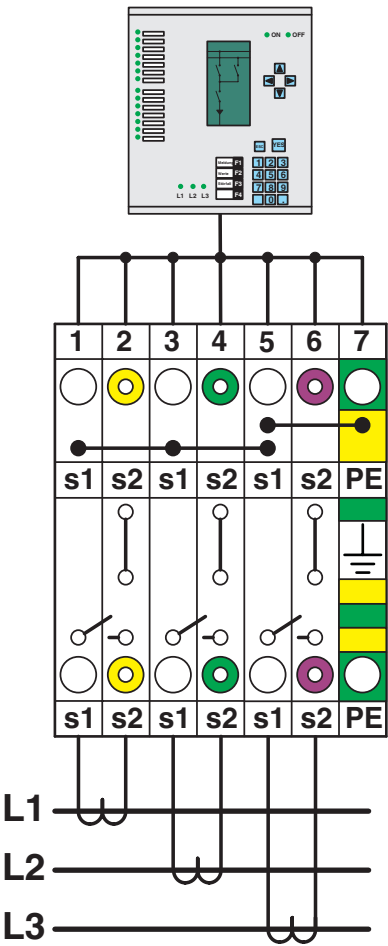 ON OFF
ESC YES
F1
F2
F3
F4
1 2 3
4 5 6
7 8 9
0 .
L1 L2 L3
1 2 3 4 5 6 7
s1 s2 s1 s2 s1 s2 PE
s1 s2 s1 s2 s1 s2 PE
L1
L2
L3